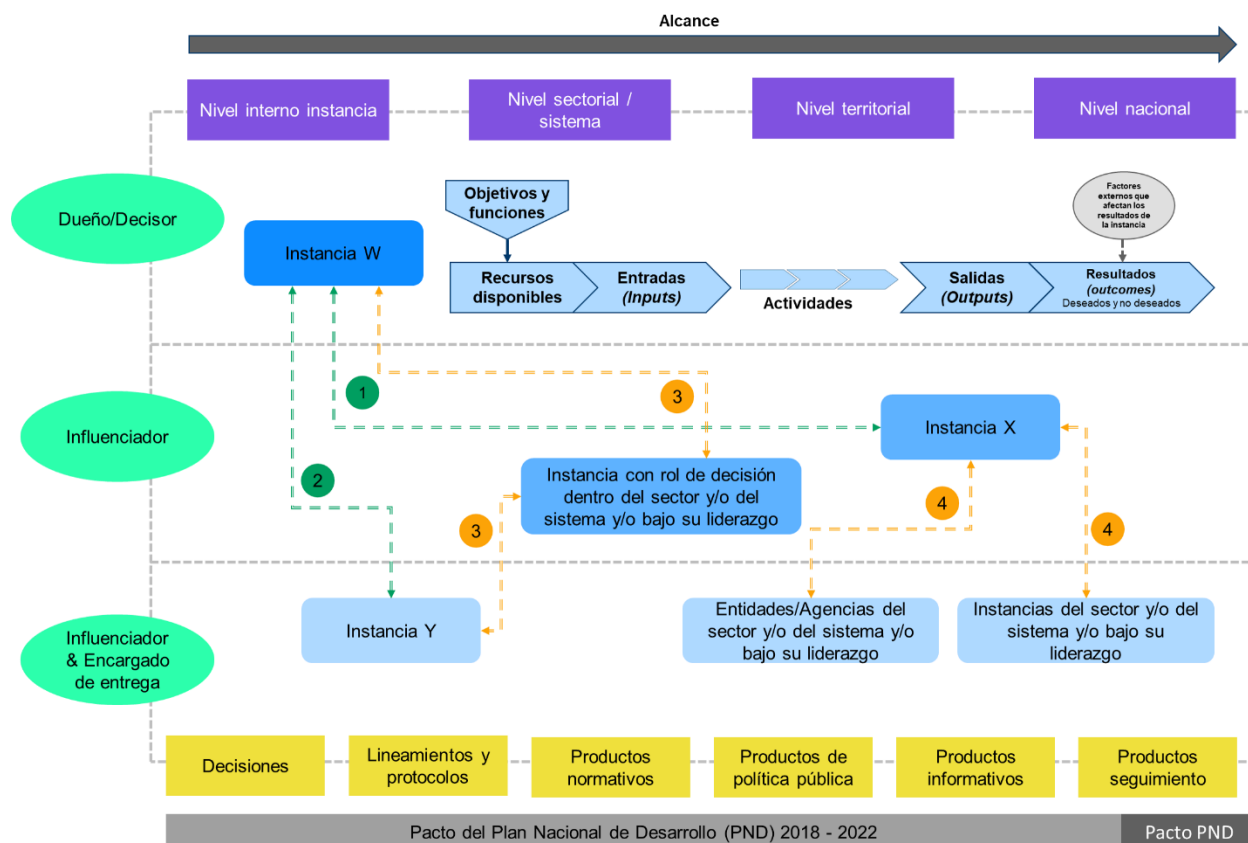 Alcance
Nivel interno instancia
Nivel sectorial /
sistema
Nivel territorial
Nivel nacional
Dueño/Decisor
Instancia W
Objetivos y
funciones
Recursos
disponibles
Entradas
(Inputs)
Actividades
Salidas
(Outputs)
Factores
externos que
afectan los
resultados de
la instancia
Resultados
(outcomes)
Deseados y no deseados
Influenciador
1
2
3
3
Instancia con rol de decisión
dentro del sector y/o del
sistema y/o bajo su liderazgo
Instancia X
4
4
Influenciador
& Encargado
de entrega
Instancia Y
Entidades/Agencias del
sector y/o del sistema y/o
bajo su liderazgo
Instancias del sector y/o del
sistema y/o bajo su
liderazgo
Decisiones
Lineamientos y
protocolos
Productos
normativos
Productos de
política pública
Productos
informativos
Productos
seguimiento
Pacto del Plan Nacional de Desarrollo (PND) 2018 - 2022
Pacto PND